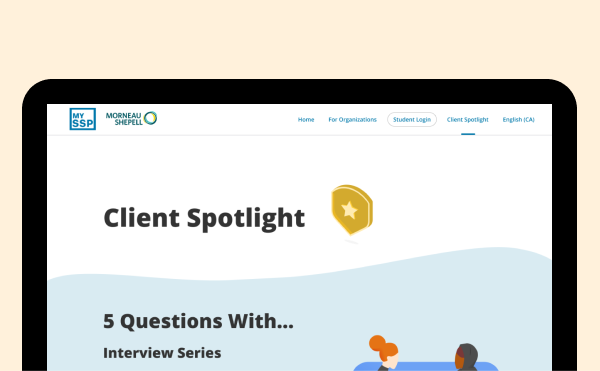 MY
SSP
MORNEAU
SHEPELL
Home For Organizations Student Login Client Spotlight English (CA)
Client Spotlight
5 Questions With...
Interview Series